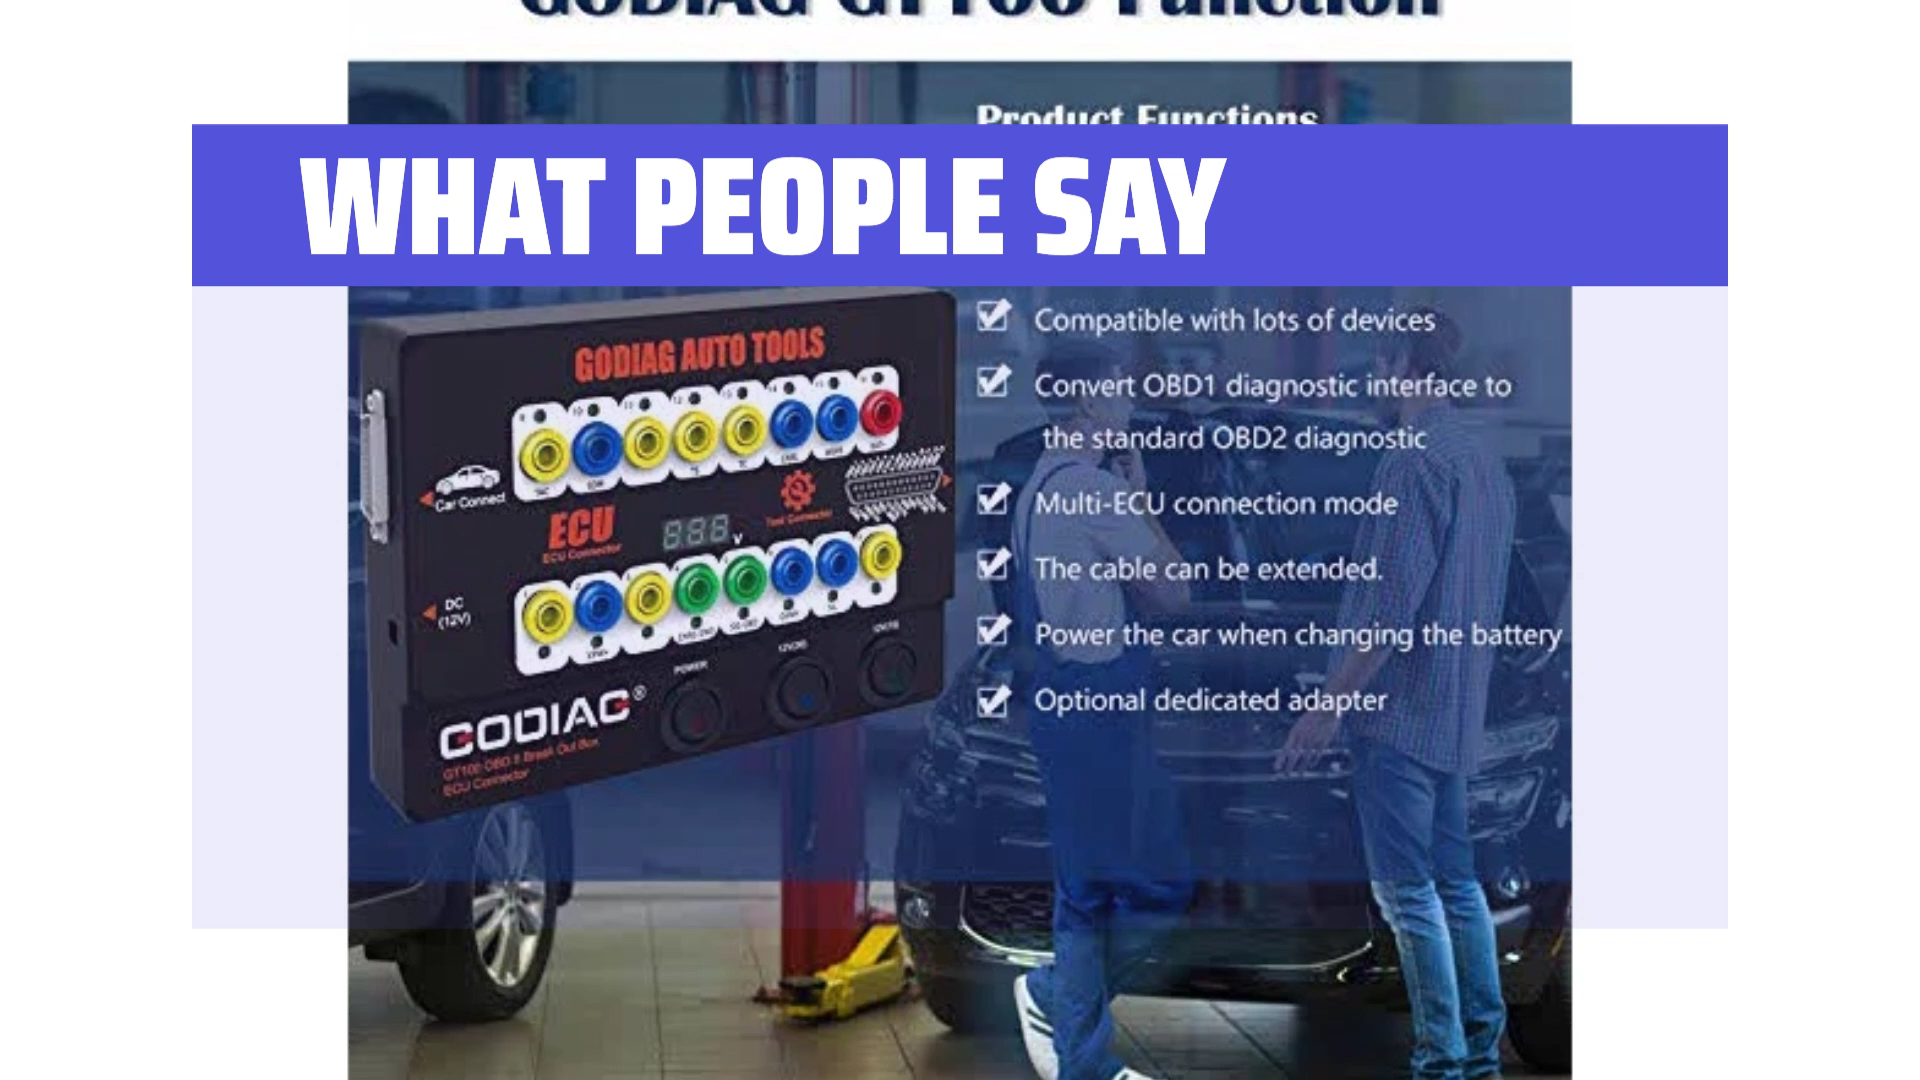 GODIAG GT100 Function
Product Functions
WHAT PEOPLE SAY
Compatible with lots of devices
Convert OBD1 diagnostic interface to
the standard OBD2 diagnostic
Multi-ECU connection mode
The cable can be extended.
Power the car when changing the battery
Optional dedicated adapter
GODIAG AUTO TOOLS
Car Connect
ECU
ECU Connector
Tool Connector
V
DC
(12V)
POWER
GODIAG®
GT100 OBD II Break Out Box
ECU Connector